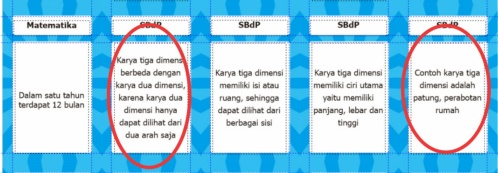 Matematika
SBdP
SBdP
SBdP
SBdP
Dalam satu tahun
terdapat 12 bulan
Karya tiga dimensi
berbeda dengan
karya dua dimensi,
karena karya dua
dimensi hanya
dapat dilihat dari
dua arah saja
Karya tiga dimensi
memiliki isi atau
ruang, sehingga
dapat dilihat dari
berbagai sisi
Karya tiga dimensi
memiliki ciri utama
yaitu memiliki
panjang, lebar dan
tinggi
Contoh karya tiga
dimensi adalah
patung, perabotan
rumah